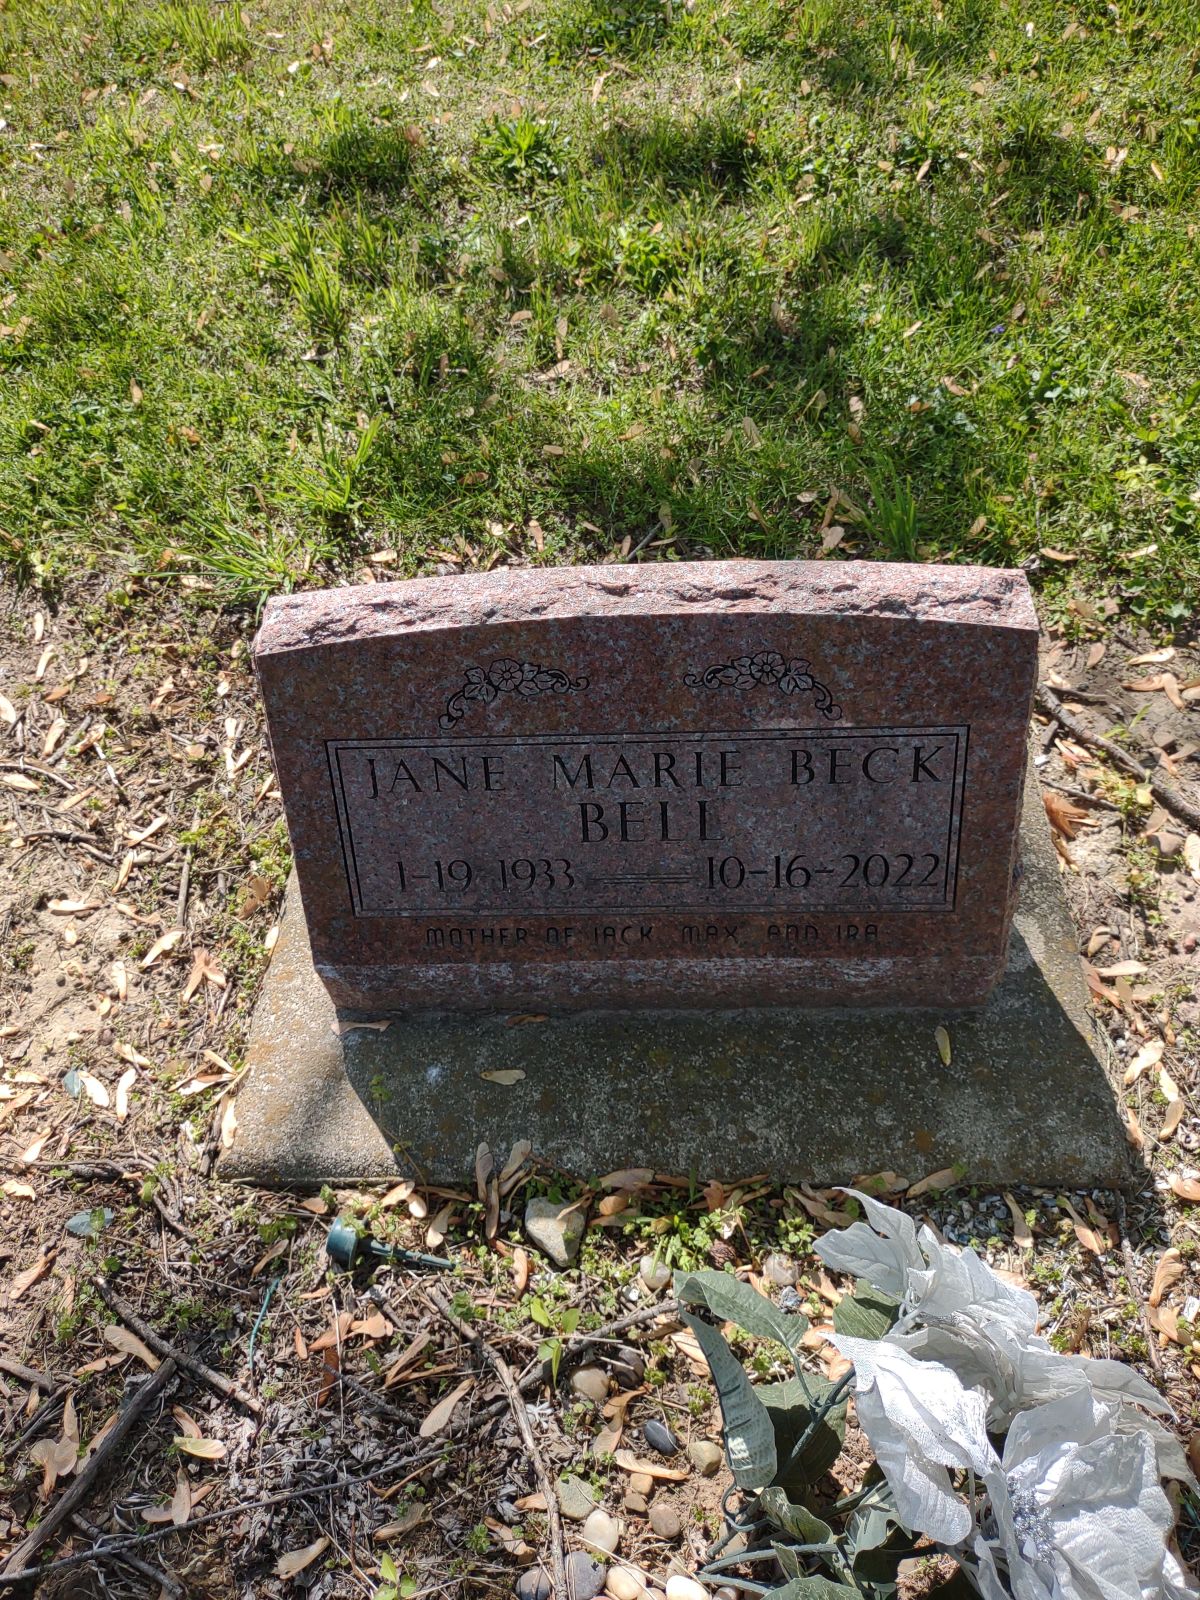 JANE MARIE BECK
BELL
1-19 1933 — 10-16-2022
MOTHER OF JACK, MAX, AND IRA